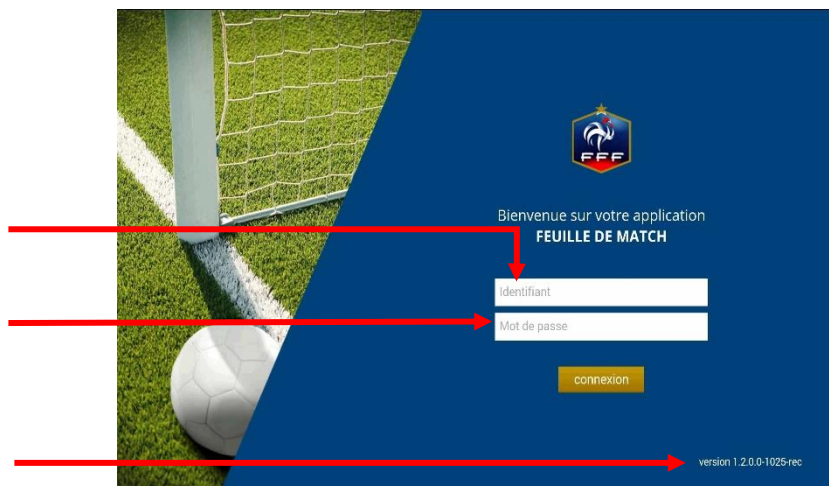 FFF
Bienvenue sur votre application
FEUILLE DE MATCH
Identifiant
Mot de passe
connexion
version 1.2.0.0-1025-rec